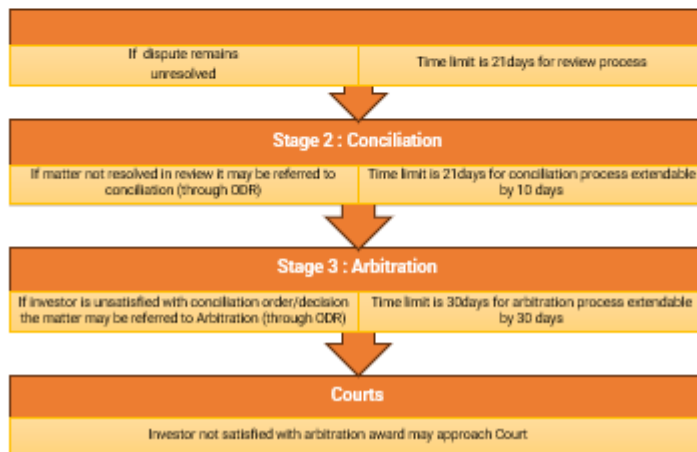 If dispute remains
unresolved
Time limit is 21days for review process
Stage 2 : Conciliation
If matter not resolved in review it may be referred to
conciliation (through ODR)
Time limit is 21days for conciliation process extendable
by 10 days
Stage 3 : Arbitration
If investor is unsatisfied with conciliation order/decision
the matter may be referred to Arbitration (through ODR)
Time limit is 30days for arbitration process extendable
by 30 days
Courts
Investor not satisfied with arbitration award may approach Court